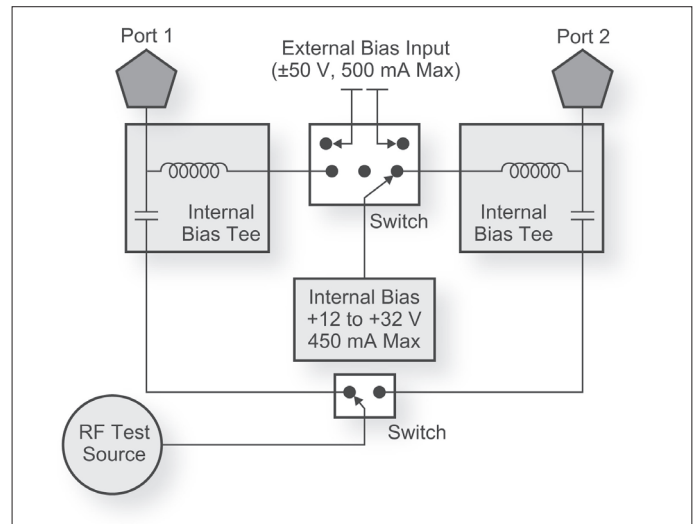 Port 1
External Bias Input
(±50 V, 500 mA Max)
Port 2
Internal
Bias Tee
Switch
Internal
Bias Tee
Internal Bias
+12 to +32 V
450 mA Max
RF Test
Source
Switch